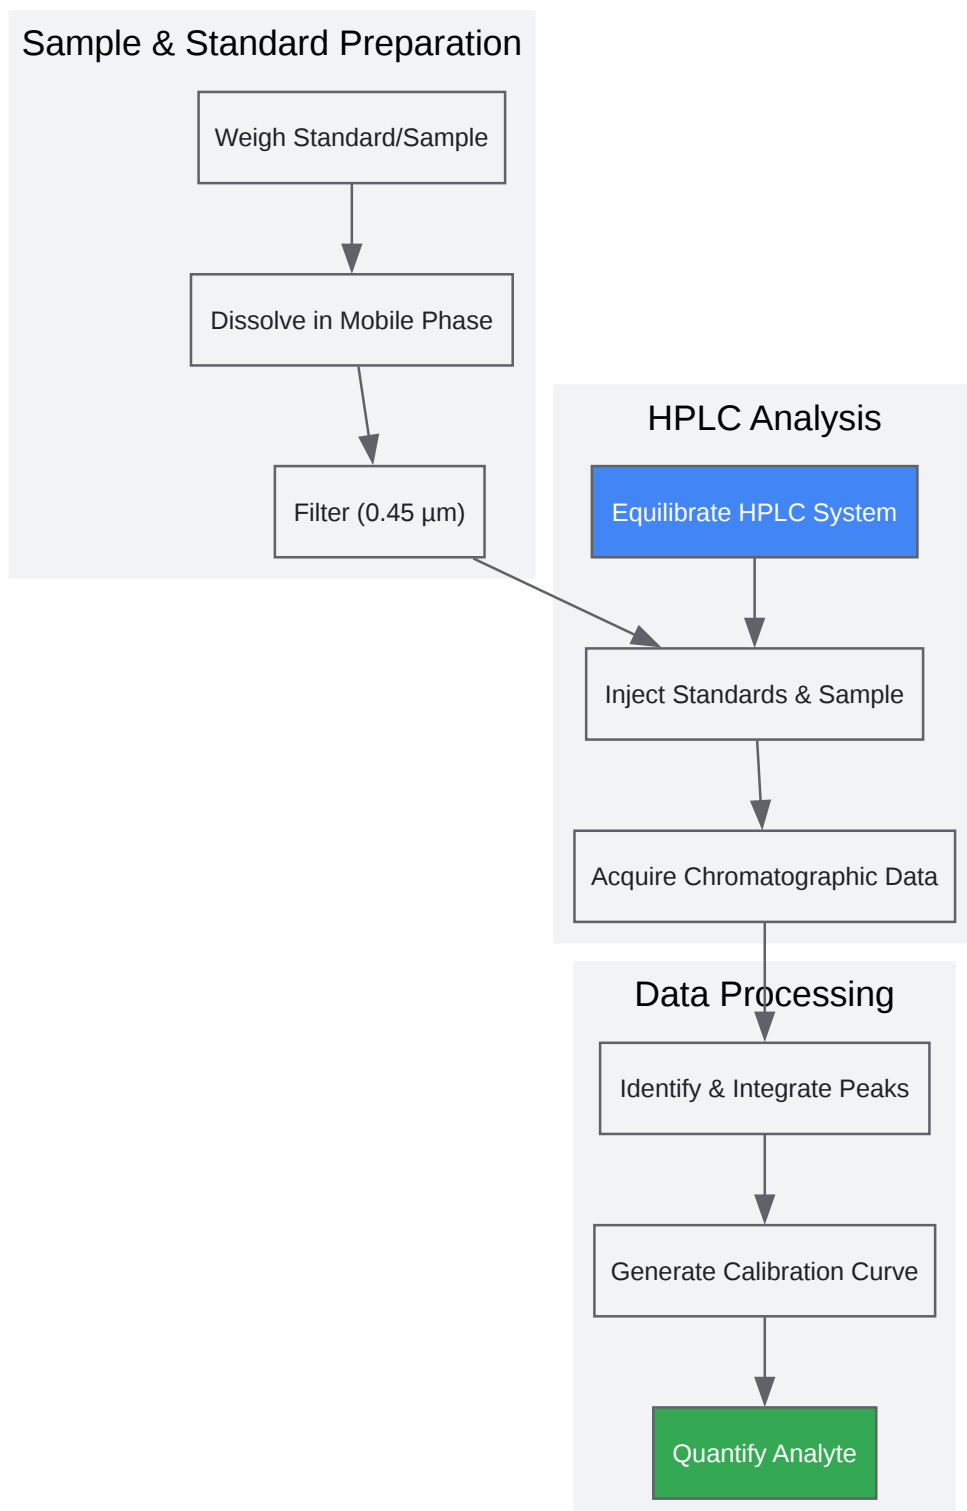 Sample & Standard Preparation
Weigh Standard/Sample
Dissolve in Mobile Phase
Filter (0.45 µm)
HPLC Analysis
Equilibrate HPLC System
Inject Standards & Sample
Acquire Chromatographic Data
Data Processing
Identify & Integrate Peaks
Generate Calibration Curve
Quantify Analyte